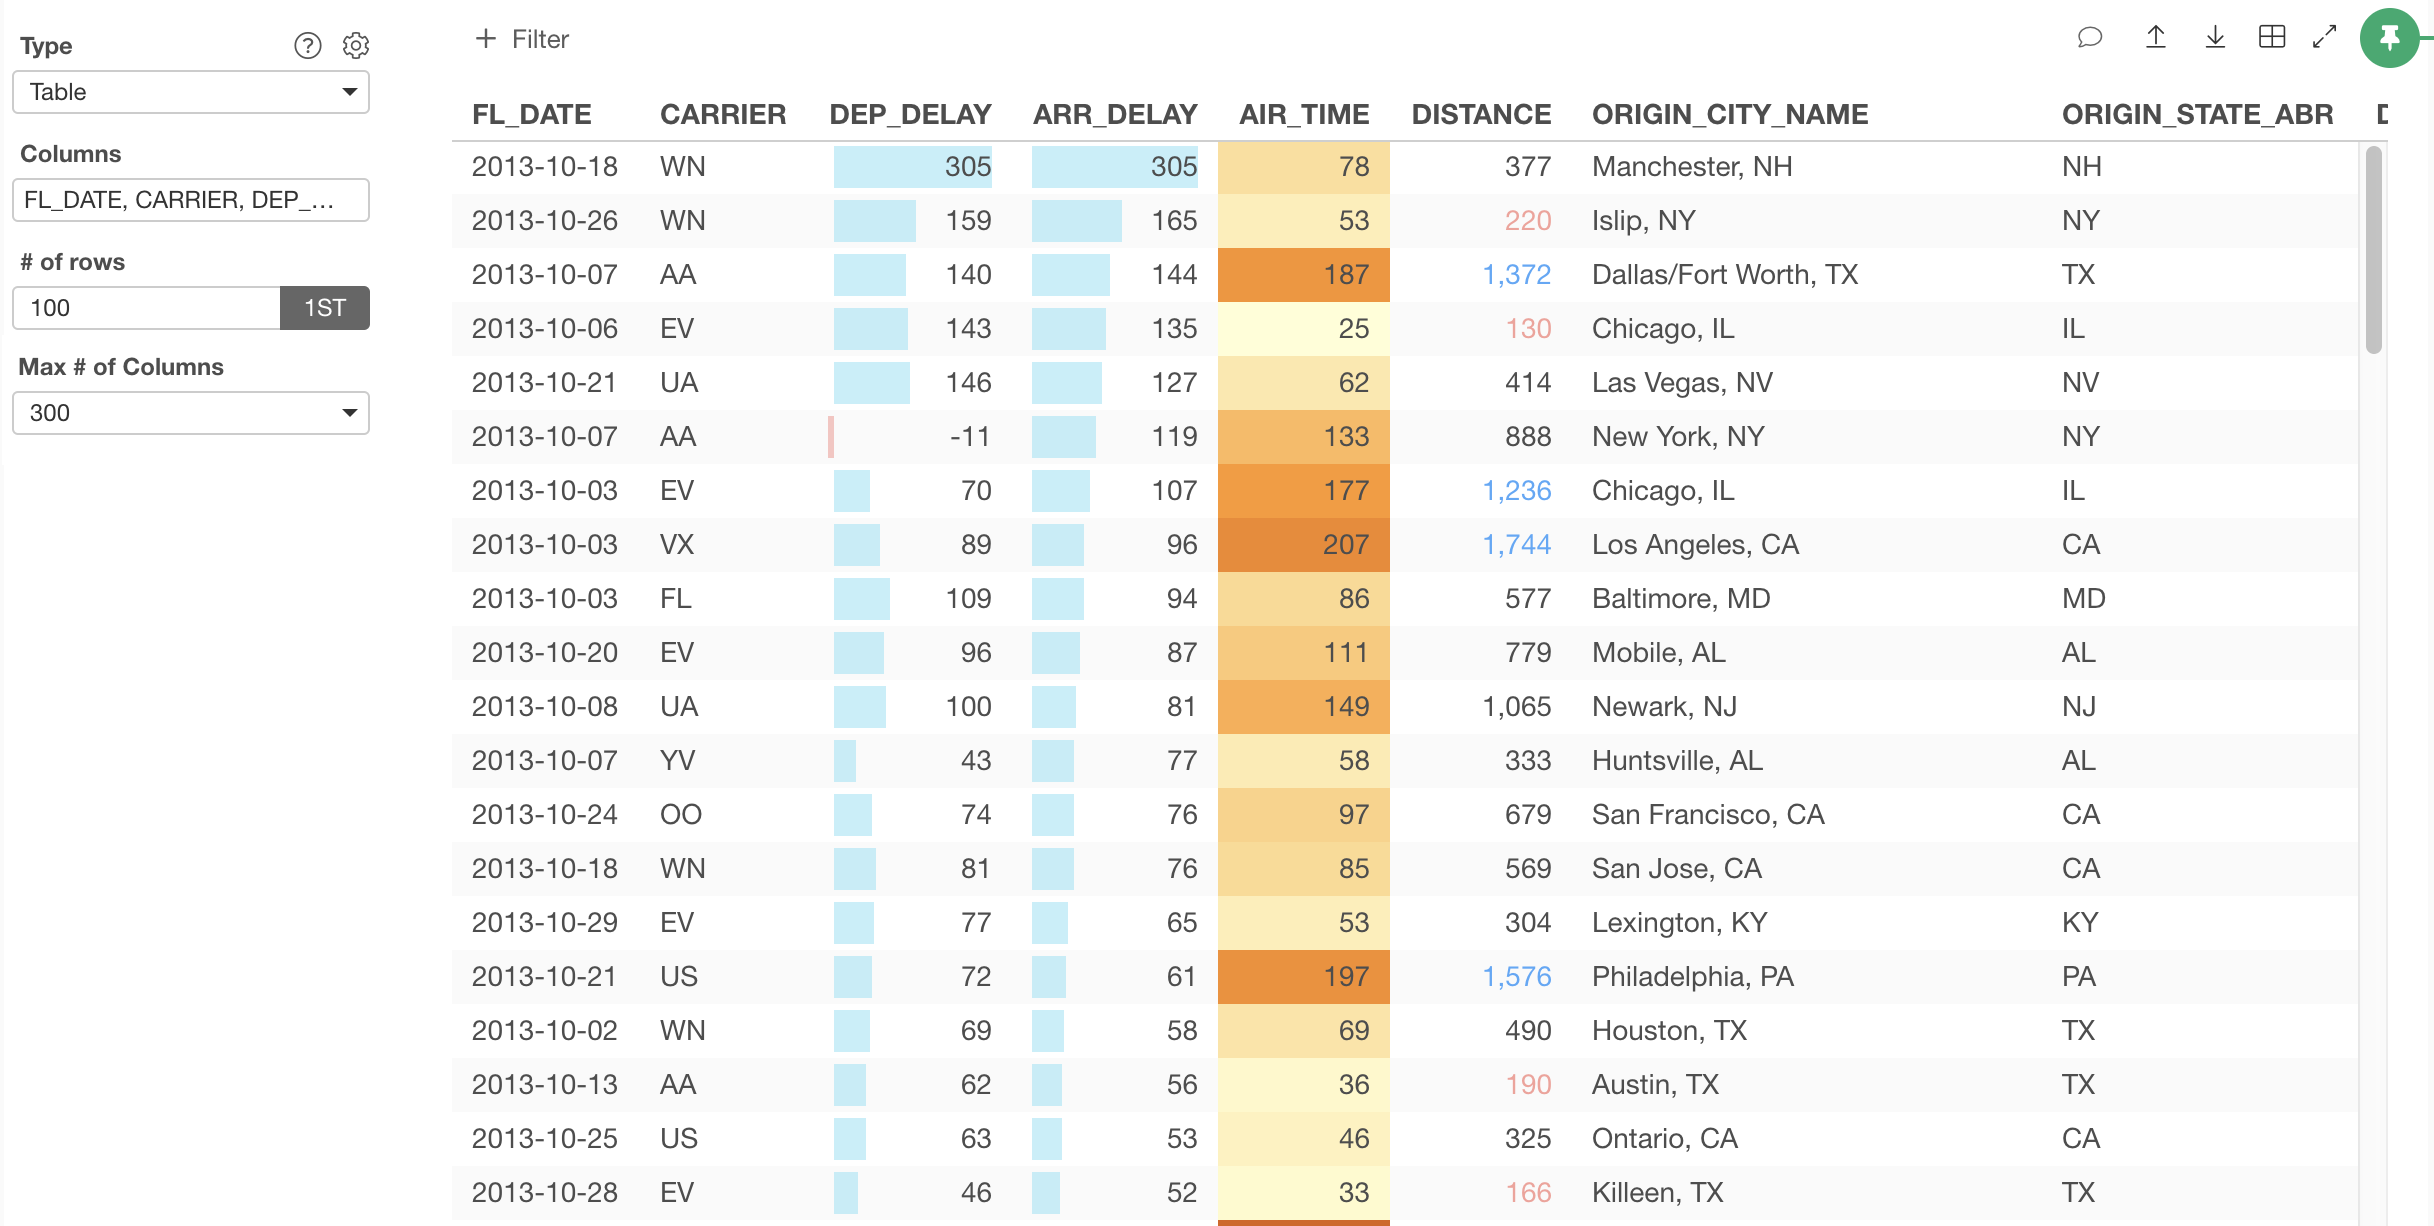 Type
Table
Columns
FL_DATE, CARRIER, DEP_...
# of rows
100 1ST
Max # of Columns
300
+ Filter
FL_DATE CARRIER DEP_DELAY ARR_DELAY AIR_TIME DISTANCE ORIGIN_CITY_NAME ORIGIN_STATE_ABR
2013-10-18 WN 305 305 78 377 Manchester, NH NH
2013-10-26 WN 159 165 53 220 Islip, NY NY
2013-10-07 AA 140 144 187 1,372 Dallas/Fort Worth, TX TX
2013-10-06 EV 143 135 25 130 Chicago, IL IL
2013-10-21 UA 146 127 62 414 Las Vegas, NV NV
2013-10-07 AA -11 119 133 888 New York, NY NY
2013-10-03 EV 70 107 177 1,236 Chicago, IL IL
2013-10-03 VX 89 96 207 1,744 Los Angeles, CA CA
2013-10-03 FL 109 94 86 577 Baltimore, MD MD
2013-10-20 EV 96 87 111 779 Mobile, AL AL
2013-10-08 UA 100 81 149 1,065 Newark, NJ NJ
2013-10-07 YV 43 77 58 333 Huntsville, AL AL
2013-10-24 OO 74 76 97 679 San Francisco, CA CA
2013-10-18 WN 81 76 85 569 San Jose, CA CA
2013-10-29 EV 77 65 53 304 Lexington, KY KY
2013-10-21 US 72 61 197 1,576 Philadelphia, PA PA
2013-10-02 WN 69 58 69 490 Houston, TX TX
2013-10-13 AA 62 56 36 190 Austin, TX TX
2013-10-25 US 63 53 46 325 Ontario, CA CA
2013-10-28 EV 46 52 33 166 Killeen, TX TX